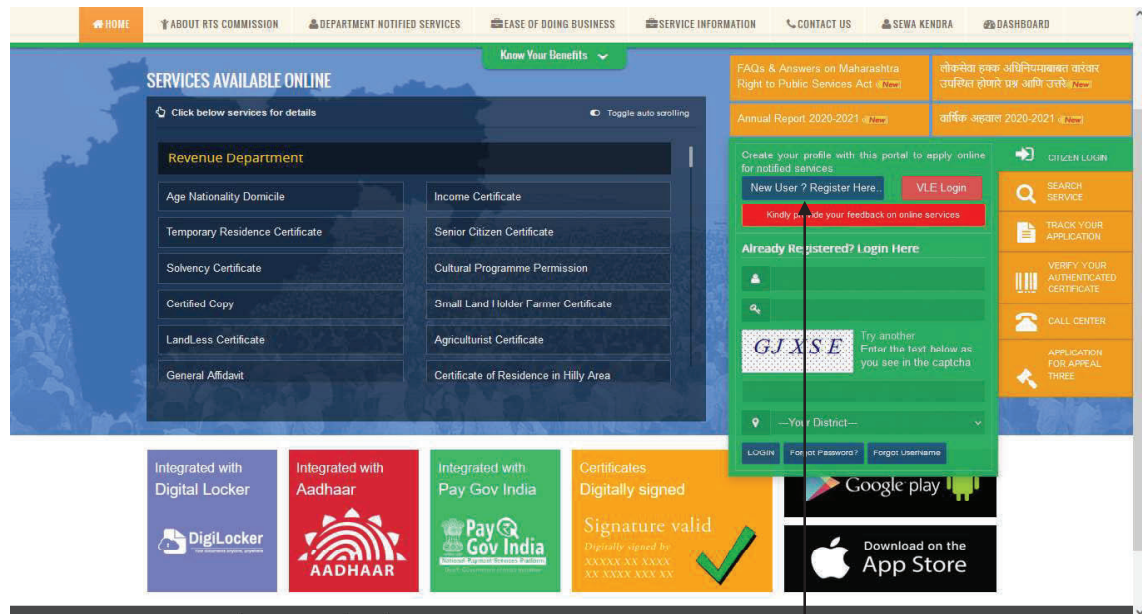 HOME
ABOUT RTS COMMISSION
DEPARTMENT NOTIFIED SERVICES
EASE OF DOING BUSINESS
SERVICE INFORMATION
CONTACT US
SEWA KENDRA
DASHBOARD
Know Your Benefits
SERVICES AVAILABLE ONLINE
Click below services for details
Toggle auto scrolling
Revenue Department
Age Nationality Domicile
Income Certificate
Temporary Residence Certificate
Senior Citizen Certificate
Solvency Certificate
Cultural Programme Permission
Certified Copy
Small Land Holder Farmer Certificate
LandLess Certificate
Agriculturist Certificate
General Affidavit
Certificate of Residence in Hilly Area
FAQs & Answers on Maharashtra
Right to Public Services Act New
लोकसेवा हक्क अधिनियमाबाबत वारंवार
उपस्थित होणारे प्रश्न आणि उत्तरे New
Annual Report 2020-2021 New
वार्षिक अहवाल 2020-2021 New
Create your profile with this portal to apply online
for notified services
New User ? Register Here..
VLE Login
Kindly provide your feedback on online services
Already Registered? Login Here
GJXSE
Try another
Enter the text below as
you see in the captcha
—Your District—
LOGIN
Forgot Password?
Forgot UserName
CITIZEN LOGIN
SEARCH
SERVICE
TRACK YOUR
APPLICATION
VERIFY YOUR
AUTHENTICATED
CERTIFICATE
CALL CENTER
APPLICATION
FOR APPEAL
THREE
Integrated with
Digital Locker
DigiLocker
Integrated with
Aadhaar
AADHAAR
Integrated with
Pay Gov India
Pay
Gov India
National Payment Services Platform
Certificates
Digitally signed
Signature valid
Digitally signed by
XXXXX XX XXXX
XX XXXX XXX XX
Google play
Download on the
App Store